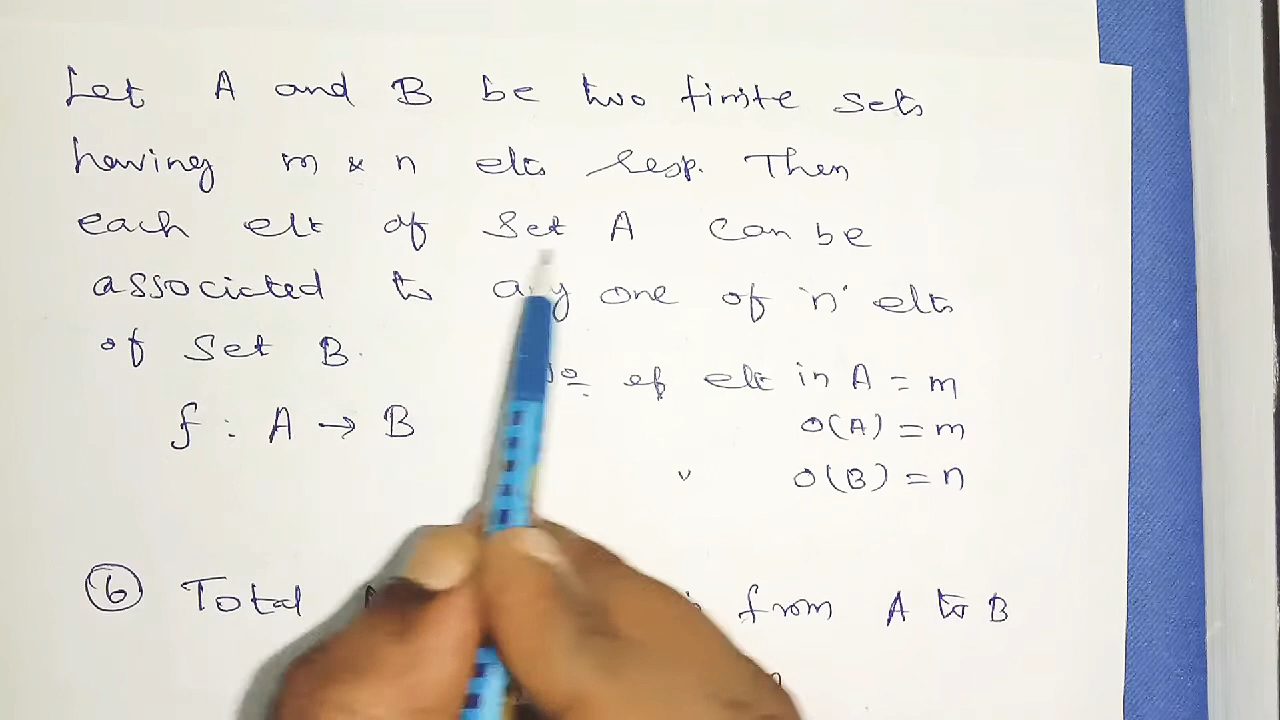 Let A and B be two finite sets
having m & n elts resp. Then
each elt of Set A can be
associated to any one of 'n' elts
of Set B.
of elt in A = m
f : A → B
O(A) = m
" O(B) = n
⑥ Total from A to B